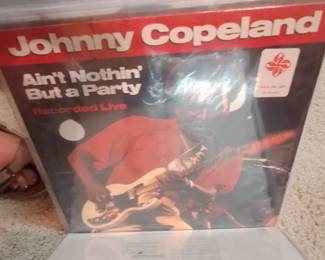 Johnny Copeland
Ain't Nothin'
But a Party
Recorded Live